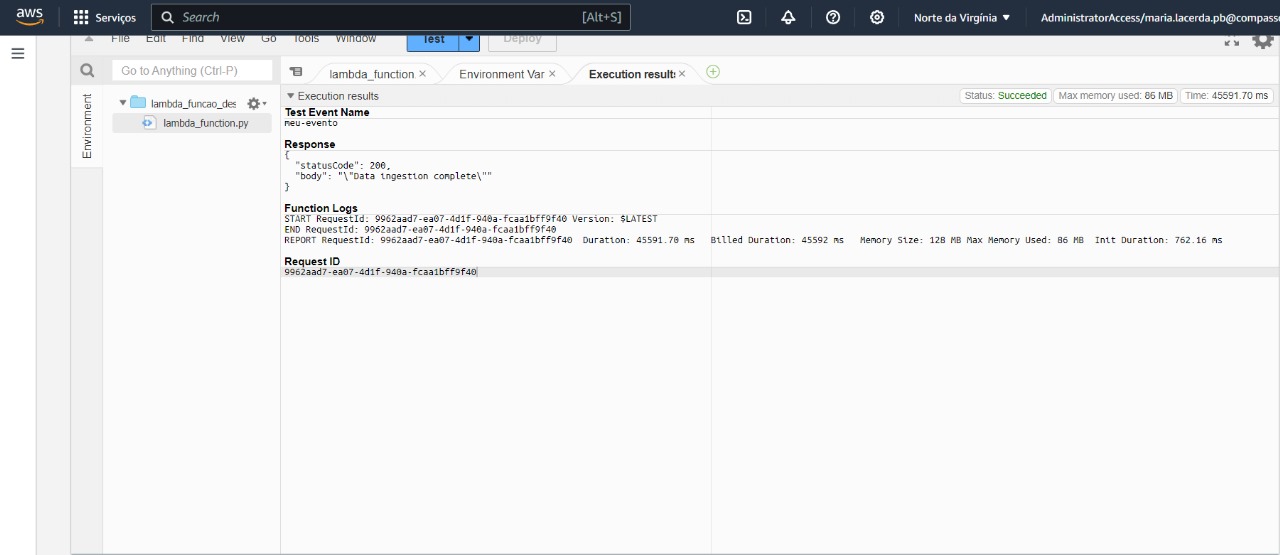 aws
Serviços
Search
[Alt+S]
Norte da Virgínia
AdministratorAccess/maria.lacerda.pb@compass
File Edit Find View Go Tools Window
Test
Deploy
Go to Anything (Ctrl-P)
lambda_function
Environment Var
Execution results
Environment
lambda_funcao_des
lambda_function.py
Execution results
Status: Succeeded
Max memory used: 86 MB
Time: 45591.70 ms
Test Event Name
meu-evento
Response
{
"statusCode": 200,
"body": "\"Data ingestion complete\""
}
Function Logs
START RequestId: 9962aad7-ea07-4d1f-940a-fcaa1bff9f40 Version: $LATEST
END RequestId: 9962aad7-ea07-4d1f-940a-fcaa1bff9f40
REPORT RequestId: 9962aad7-ea07-4d1f-940a-fcaa1bff9f40 Duration: 45591.70 ms Billed Duration: 45592 ms Memory Size: 128 MB Max Memory Used: 86 MB Init Duration: 762.16 ms
Request ID
9962aad7-ea07-4d1f-940a-fcaa1bff9f40